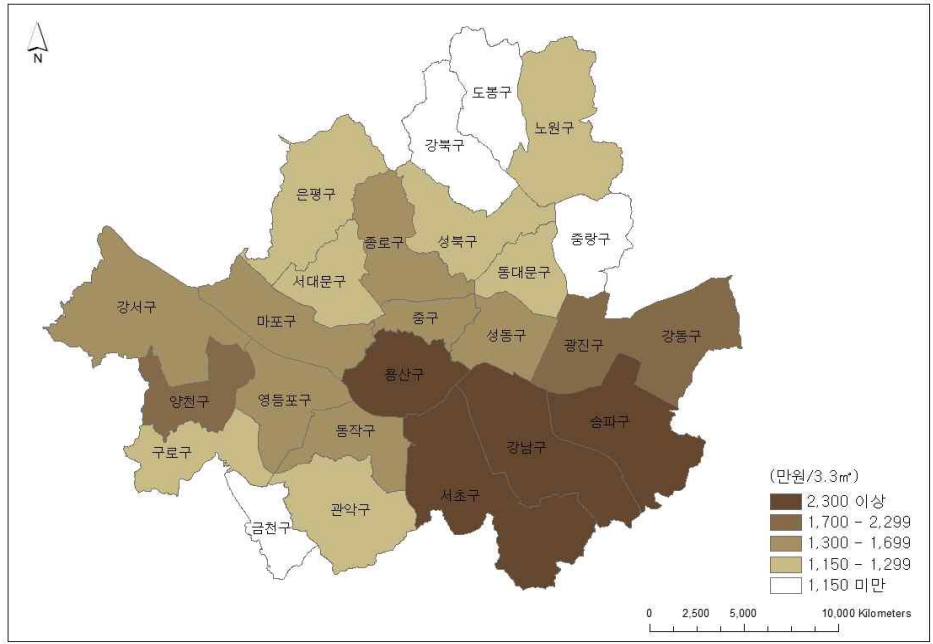 N
도봉구
강북구
노원구
은평구
종로구
성북구
중랑구
서대문구
동대문구
강서구
마포구
중구
성동구
광진구
강동구
용산구
양천구
영등포구
동작구
송파구
구로구
강남구
서초구
관악구
금천구
(만원/3.3㎡)
2,300 이상
1,700 - 2,299
1,300 - 1,699
1,150 - 1,299
1,150 미만
0 2,500 5,000 10,000 Kilometers